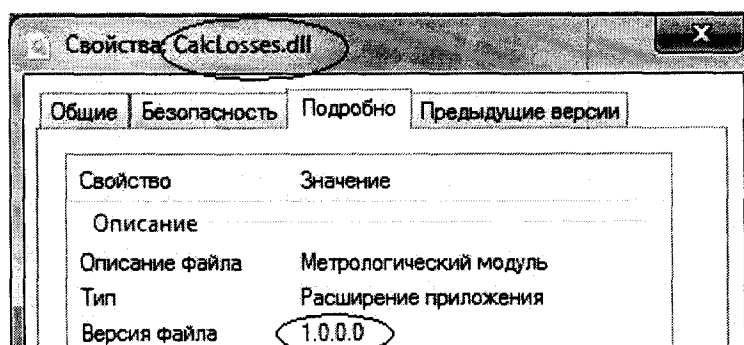 Свойства: CalcLosses.dll
Общие Безопасность Подробно Предыдущие версии
Свойство Значение
Описание
Описание файла Метрологический модуль
Тип Расширение приложения
Версия файла 1.0.0.0